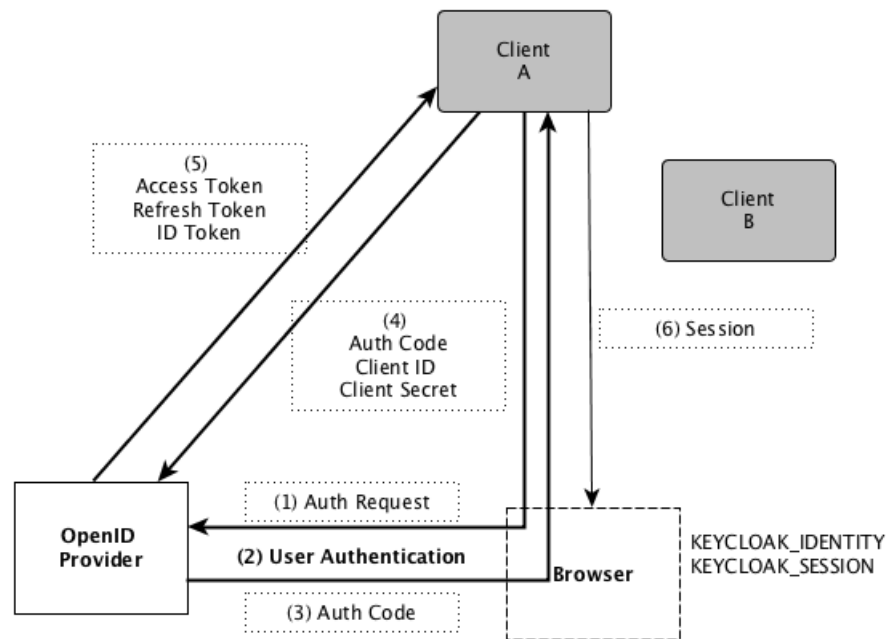 Client
A
(5)
Access Token
Refresh Token
ID Token
Client
B
(4)
Auth Code
Client ID
Client Secret
(6) Session
(1) Auth Request
OpenID
Provider
(2) User Authentication
Browser
KEYCLOAK_IDENTITY
KEYCLOAK_SESSION
(3) Auth Code